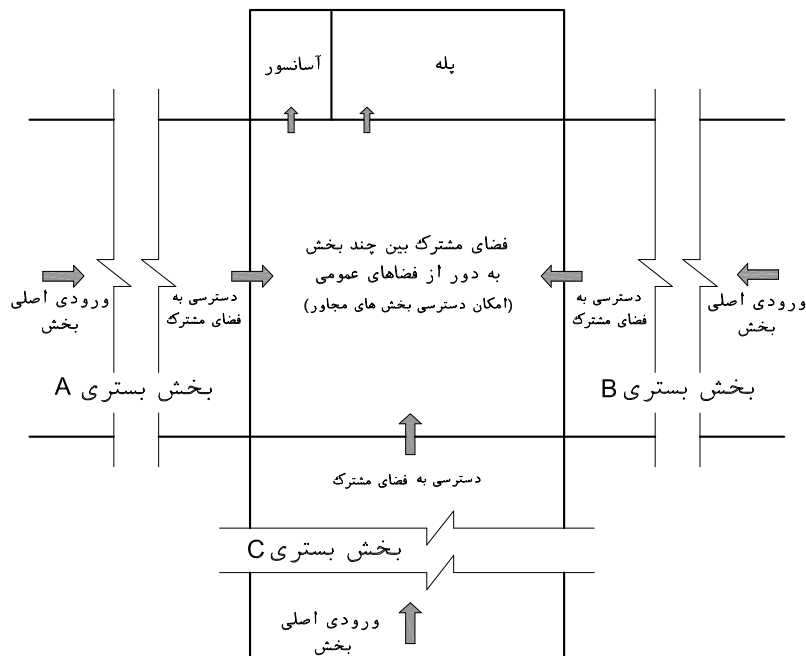 پله
آسانسور
فضای مشترک بین چند بخش
به دور از فضاهای عمومی
(امکان دسترسی بخش های مجاور)
ورودی اصلی
بخش
دسترسی به
فضای مشترک
ورودی اصلی
بخش
دسترسی به
فضای مشترک
بخش بستری B
بخش بستری A
دسترسی به فضای مشترک
بخش بستری C
ورودی اصلی
بخش